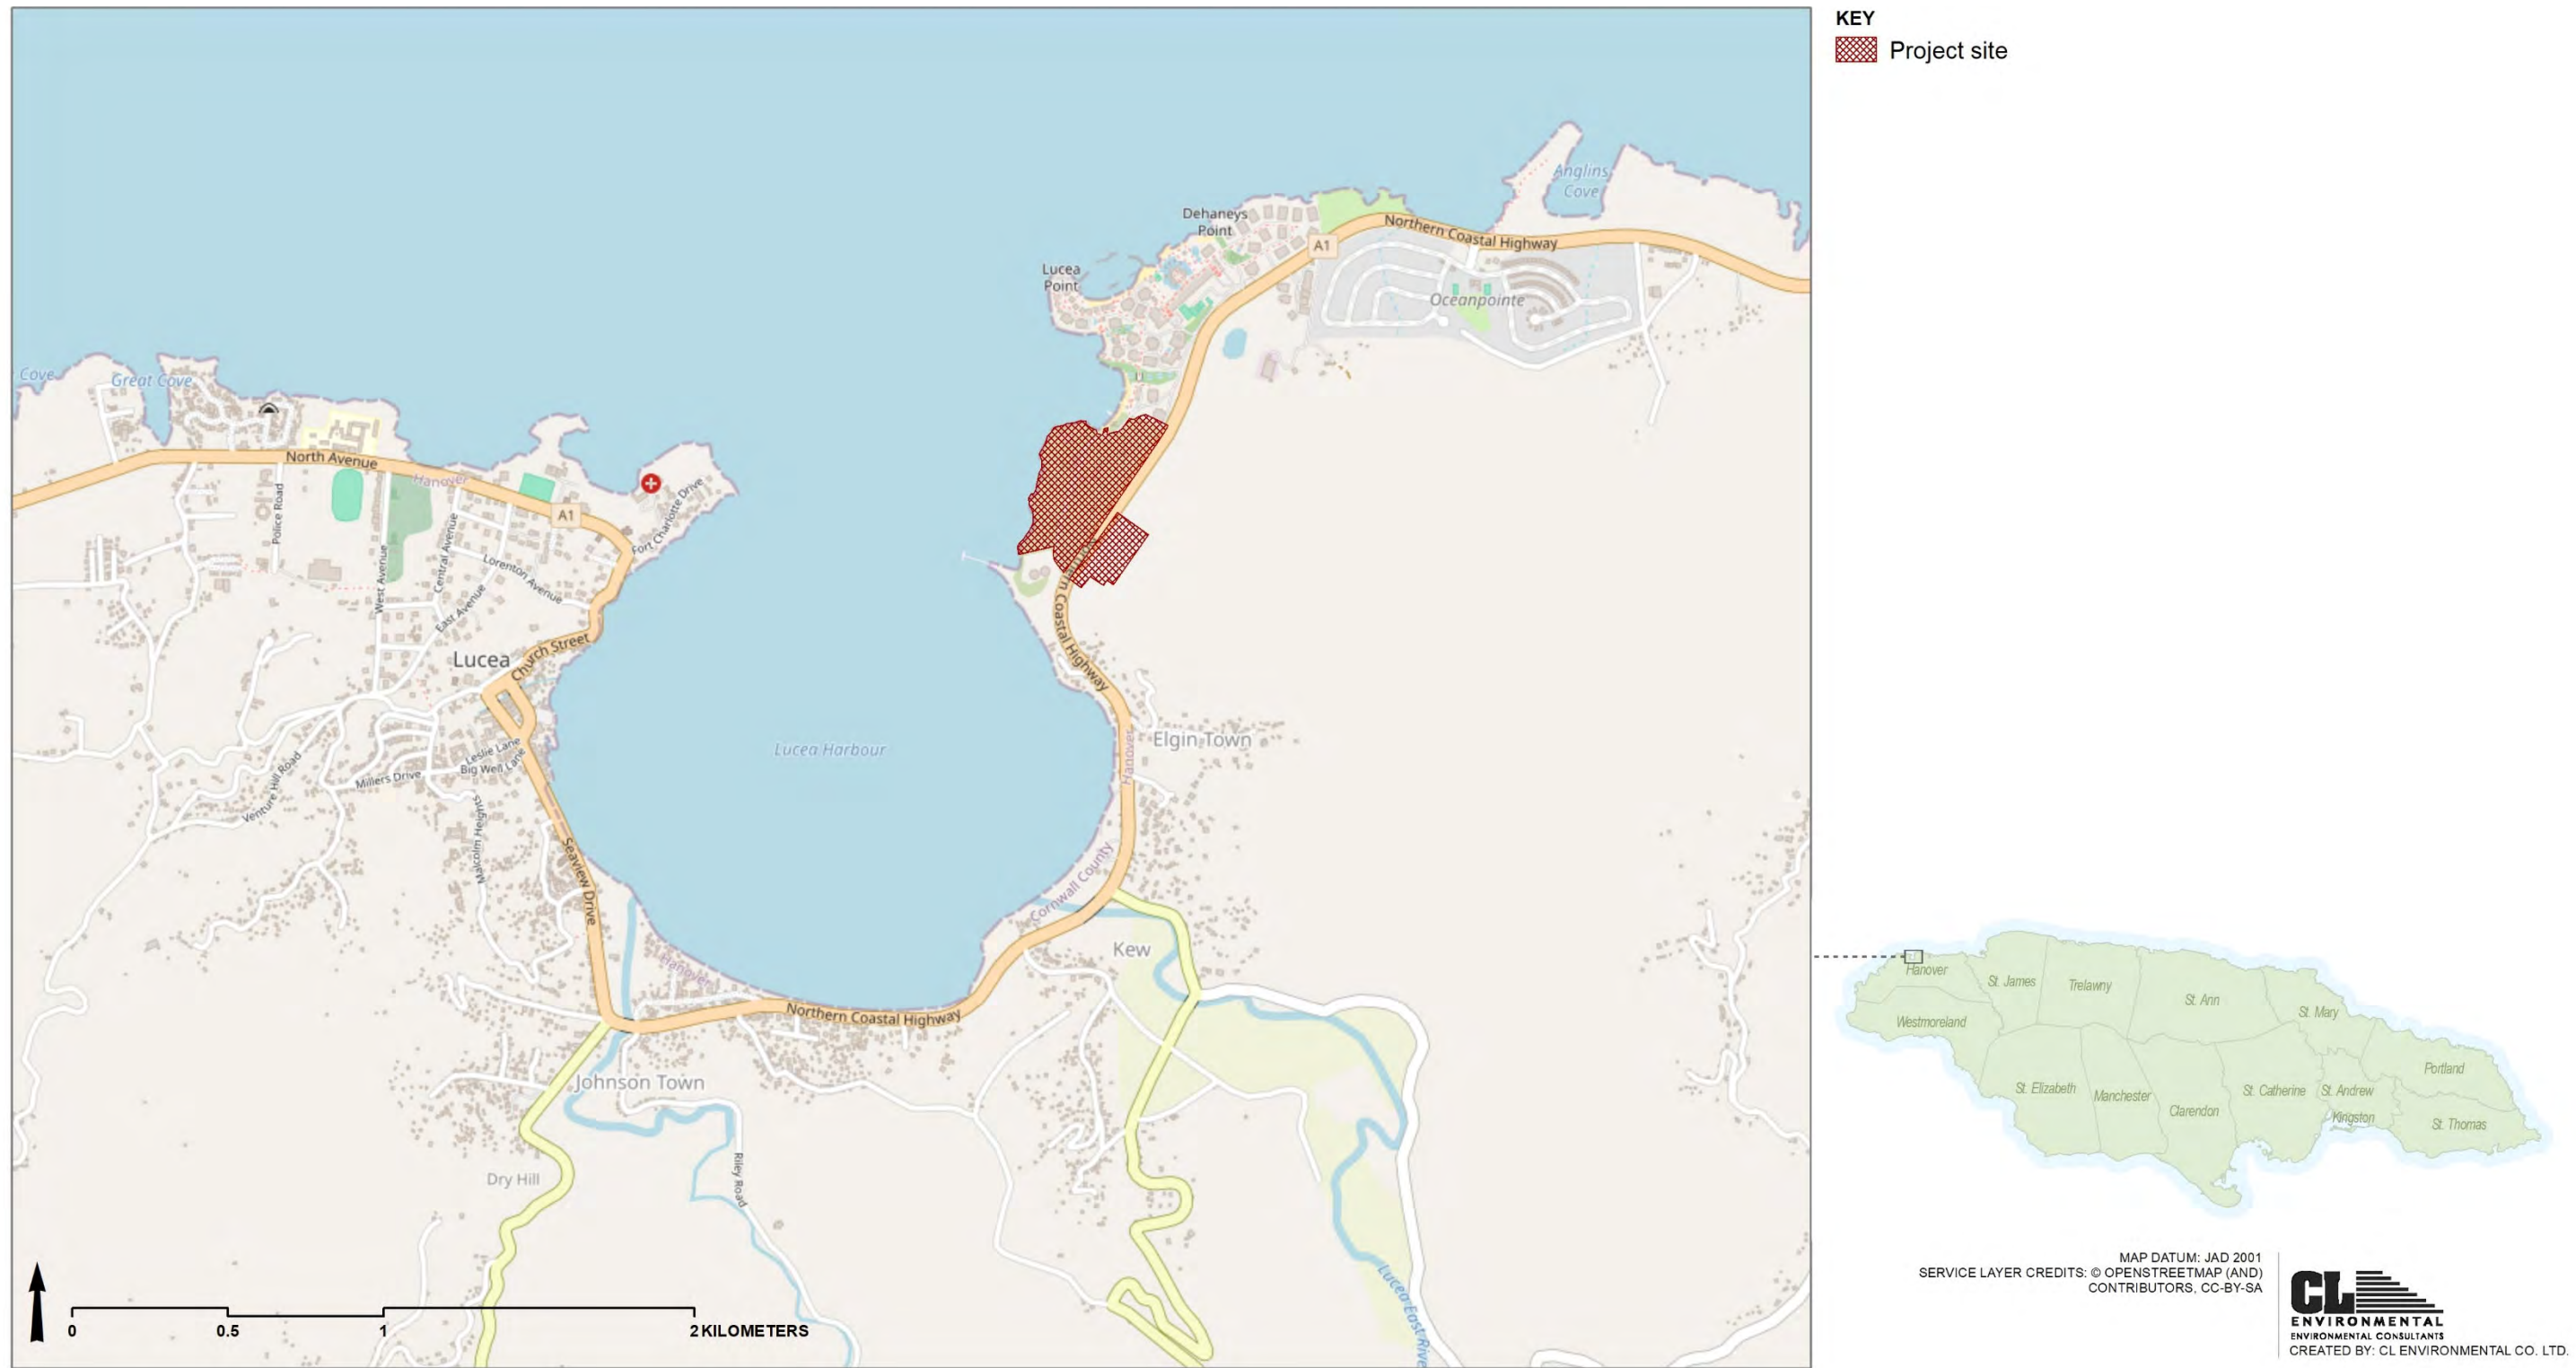 KEY
Project site
Anglins
Cove
Dehaneys
Point
Northern Coastal Highway
A1
Lucea
Point
Oceanpointe
Cove
Great Cove
North Avenue
Hanover
A1
Fort Charlotte Drive
Police Road
West Avenue
Central Avenue
Lorenton Avenue
East Avenue
Coastal Highway
Lucea
Church Street
Lucea Harbour
Elgin Town
Hanover
Leslie Lane
Big Well Lane
Millers Drive
Venture Hill Road
Malcolm Heights
Seaview Drive
Cornwall County
Kew
Hanover
Northern Coastal Highway
Johnson Town
Dry Hill
Riley Road
Lucea East Rive
0 0.5 1 2 KILOMETERS
Hanover
St. James
Trelawny
St. Ann
St. Mary
Westmoreland
Portland
St. Elizabeth
Manchester
Clarendon
St. Catherine
St. Andrew
Kingston
St. Thomas
MAP DATUM: JAD 2001
SERVICE LAYER CREDITS: © OPENSTREETMAP (AND)
CONTRIBUTORS, CC-BY-SA
CL
ENVIRONMENTAL
ENVIRONMENTAL CONSULTANTS
CREATED BY: CL ENVIRONMENTAL CO. LTD.